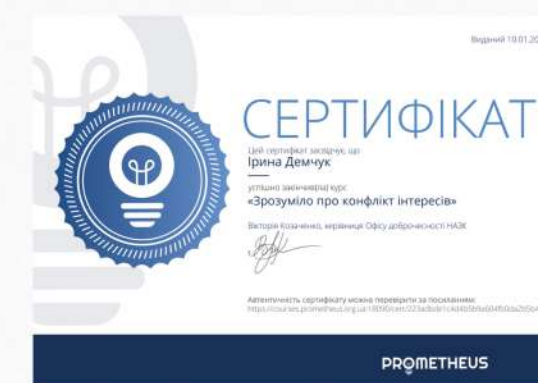 Виданий 10.01.20
СЕРТИФІКАТ
Цей сертифікат засвідчує, що
Ірина Демчук
успішно закінчив(ла) курс
«Зрозуміло про конфлікт інтересів»
Вікторія Козаченко, керівниця Офісу доброчесності НАЗК
Автентичність сертифікату можна перевірити за посиланням:
PROMETHEUS